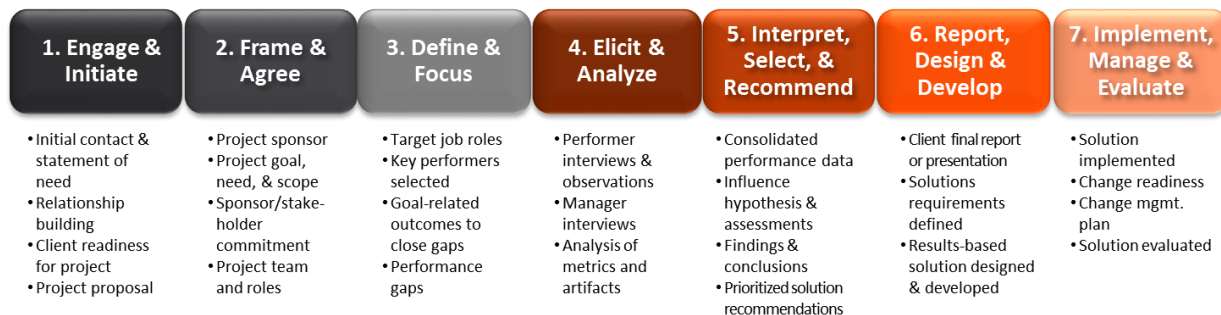 1. Engage &
Initiate
• Initial contact &
statement of
need
• Relationship
building
• Client readiness
for project
• Project proposal
2. Frame &
Agree
• Project sponsor
• Project goal,
need, & scope
• Sponsor/stake-
holder
commitment
• Project team
and roles
3. Define &
Focus
• Target job roles
• Key performers
selected
• Goal-related
outcomes to
close gaps
• Performance
gaps
4. Elicit &
Analyze
• Performer
interviews &
observations
• Manager
interviews
• Analysis of
metrics and
artifacts
5. Interpret,
Select, &
Recommend
• Consolidated
performance data
• Influence
hypothesis &
assessments
• Findings &
conclusions
• Prioritized solution
recommendations
6. Report,
Design &
Develop
• Client final report
or presentation
• Solutions
requirements
defined
• Results-based
solution designed
& developed
7. Implement,
Manage &
Evaluate
• Solution
implemented
• Change readiness
• Change mgmt.
plan
• Solution evaluated